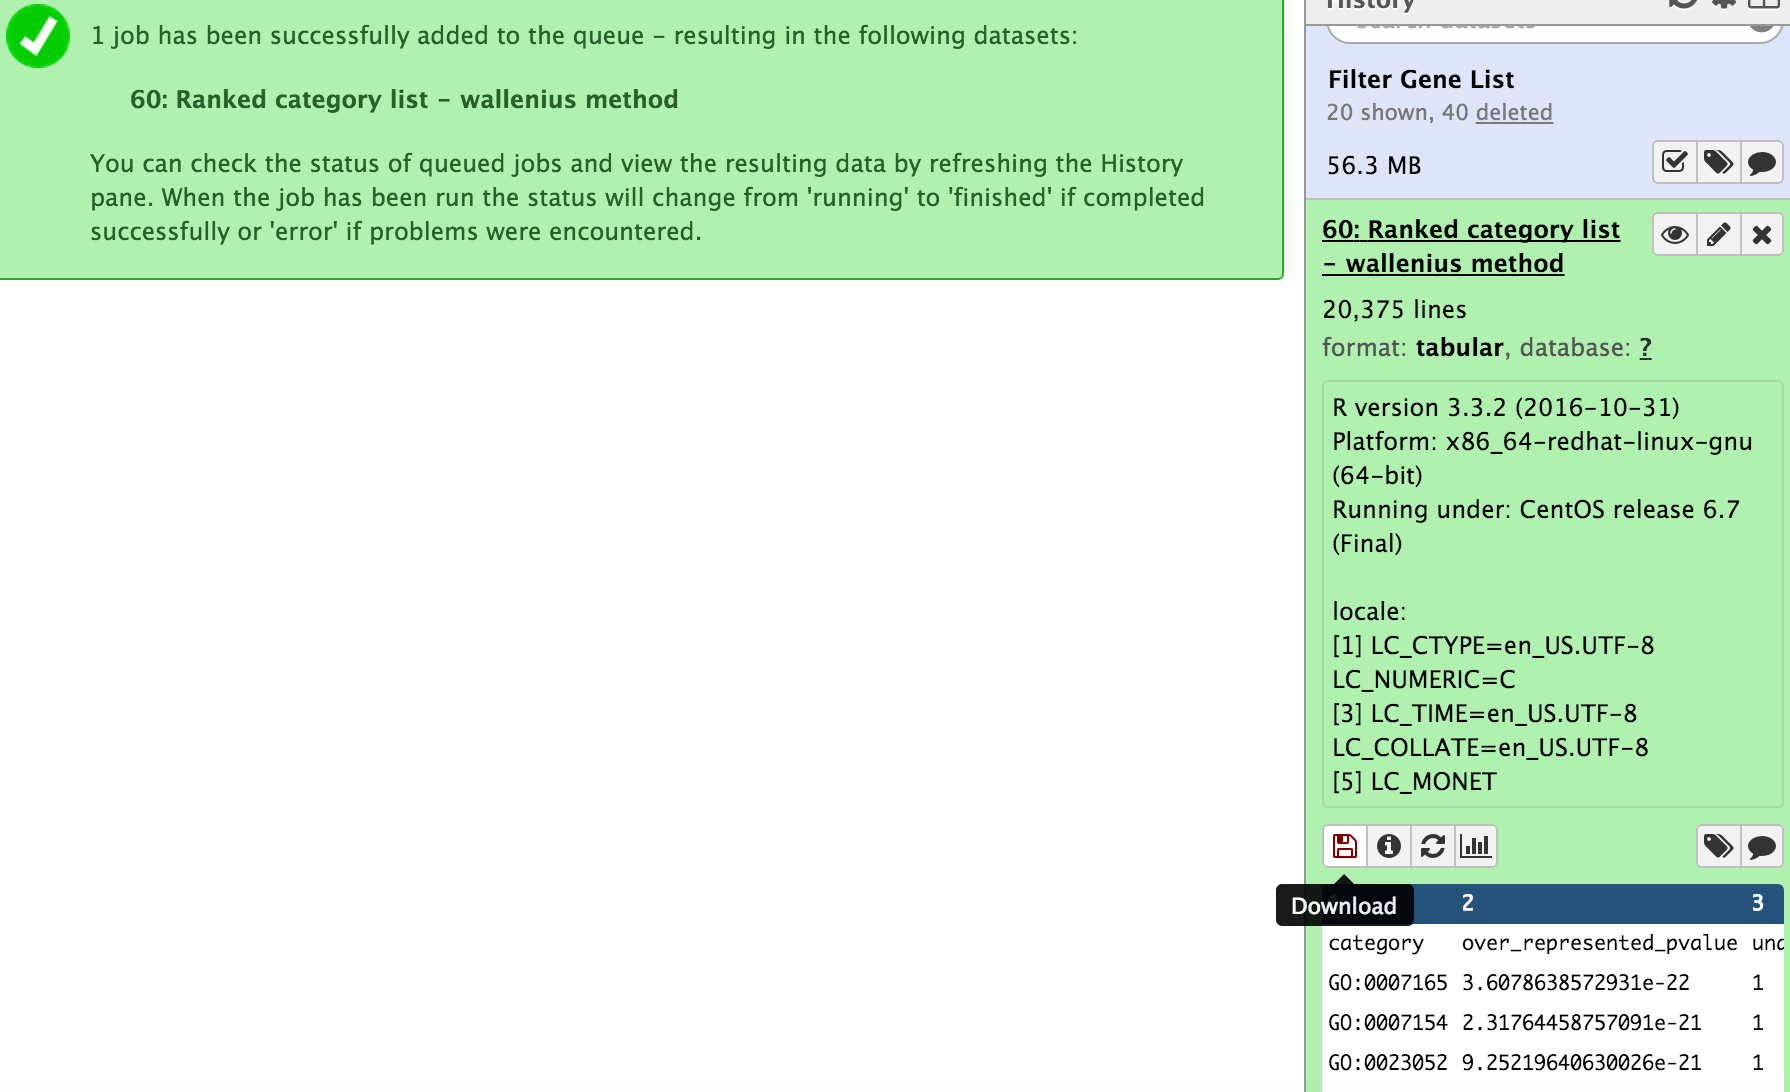 1 job has been successfully added to the queue - resulting in the following datasets:
60: Ranked category list - wallenius method
You can check the status of queued jobs and view the resulting data by refreshing the History
pane. When the job has been run the status will change from 'running' to 'finished' if completed
successfully or 'error' if problems were encountered.
History
search datasets
Filter Gene List
20 shown, 40 deleted
56.3 MB
60: Ranked category list
- wallenius method
20,375 lines
format: tabular, database: ?
R version 3.3.2 (2016-10-31)
Platform: x86_64-redhat-linux-gnu
(64-bit)
Running under: CentOS release 6.7
(Final)
locale:
[1] LC_CTYPE=en_US.UTF-8
LC_NUMERIC=C
[3] LC_TIME=en_US.UTF-8
LC_COLLATE=en_US.UTF-8
[5] LC_MONET
Download
2 3
category over_represented_pvalue und
GO:0007165 3.6078638572931e-22 1
GO:0007154 2.31764458757091e-21 1
GO:0023052 9.25219640630026e-21 1